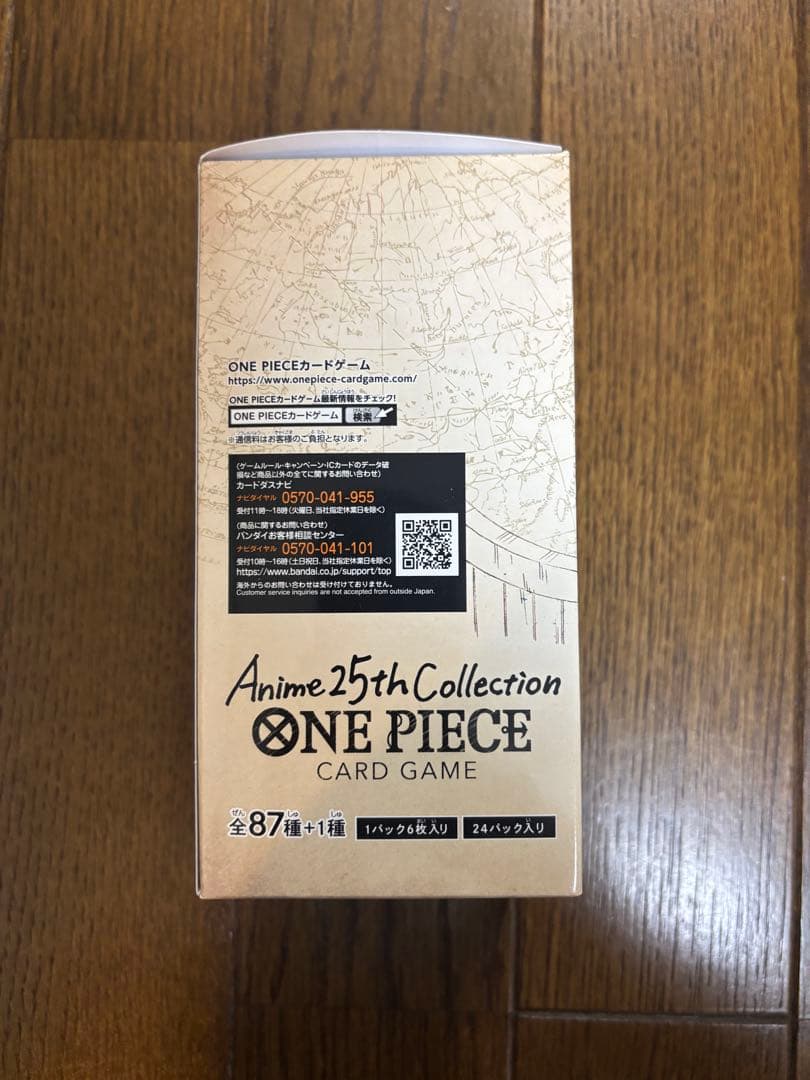 ONE PIECEカードゲーム
https://www.onepiece-cardgame.com/
ONE PIECEカードゲーム最新情報をチェック!
ONE PIECEカードゲーム 検索
※通信料はお客様のご負担となります。
(ゲームルール・キャンペーン・ICカードのデータ破
損など商品以外の全てに関するお問い合わせ)
カードダスナビ
ナビダイヤル 0570-041-955
受付11時〜18時(火曜日、当社指定休業日を除く)
(商品に関するお問い合わせ)
バンダイお客様相談センター
ナビダイヤル 0570-041-101
受付10時〜16時(土日祝日、当社指定休業日を除く)
https://www.bandai.co.jp/support/top
海外からのお問い合わせは受け付けておりません。
Customer service inquiries are not accepted from outside Japan.
Anime 25th Collection
ONE PIECE
CARD GAME
全87種+1種 1パック6枚入り 24パック入り